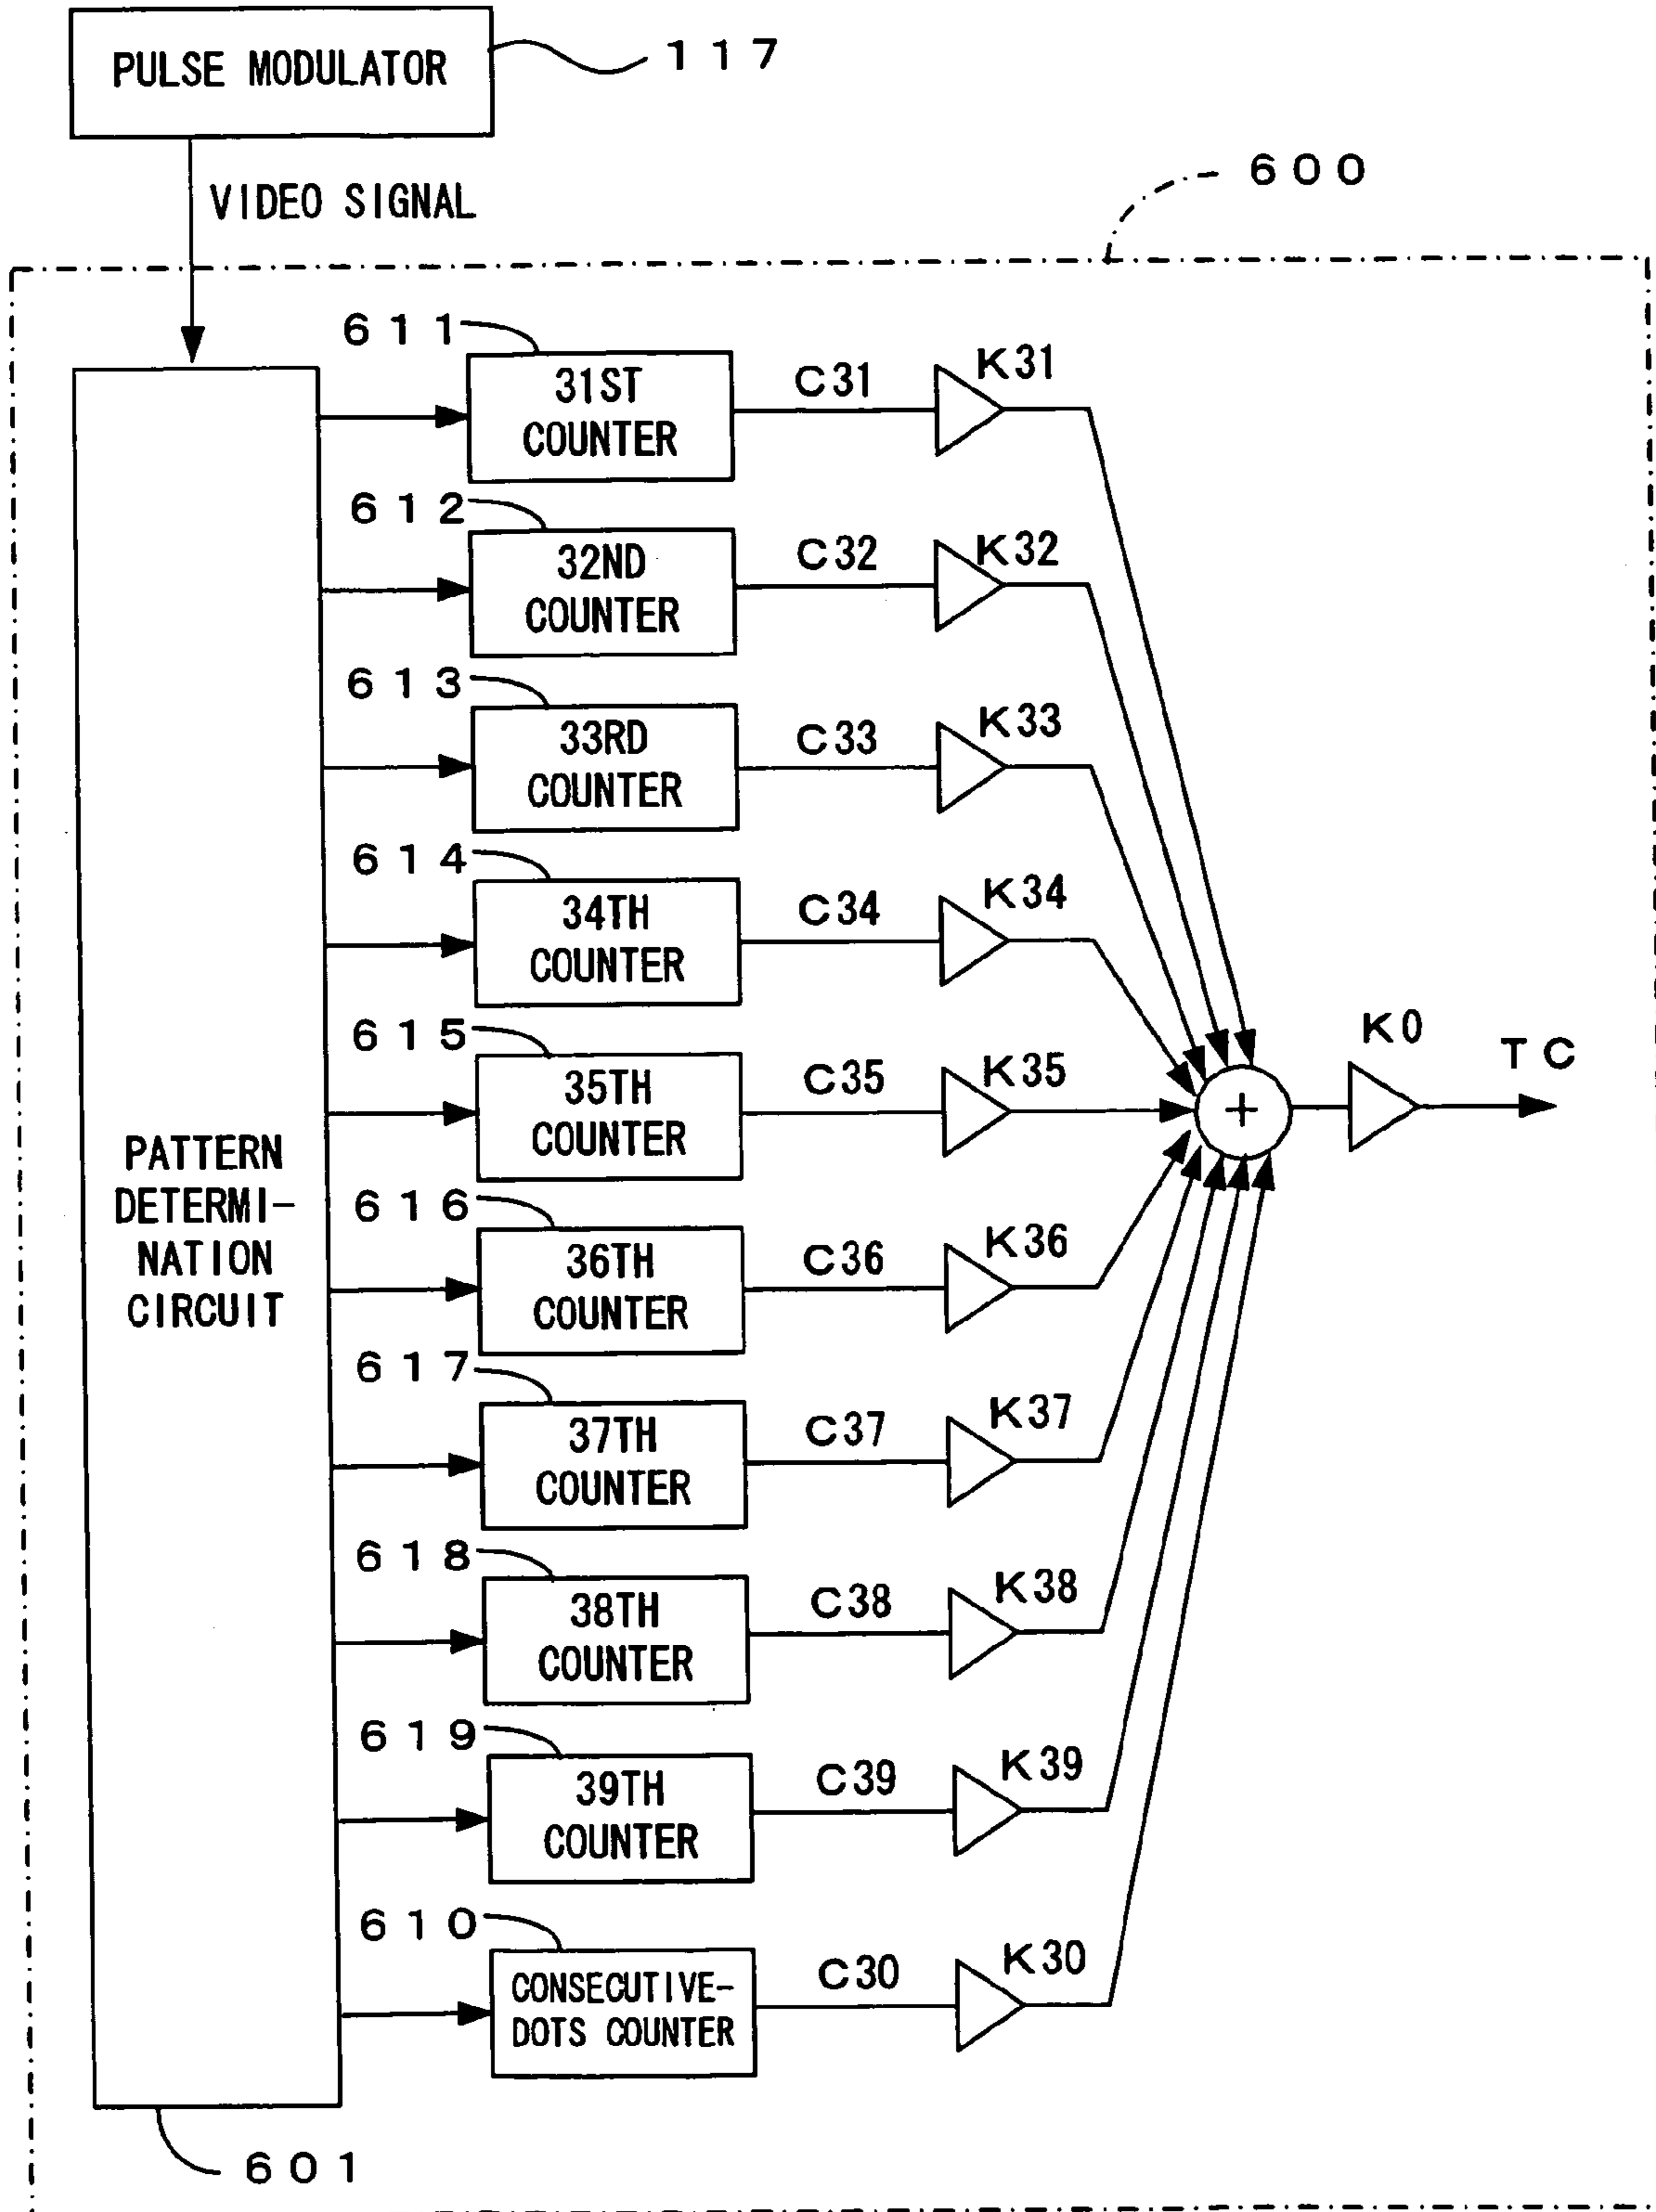 PULSE MODULATOR
117
VIDEO SIGNAL
600
611
31ST
COUNTER
C31
K31
612
32ND
COUNTER
C32
K32
613
33RD
COUNTER
C33
K33
614
34TH
COUNTER
C34
K34
615
35TH
COUNTER
C35
K35
+
K0
TC
PATTERN
DETERMI-
NATION
CIRCUIT
616
36TH
COUNTER
C36
K36
617
37TH
COUNTER
C37
K37
618
38TH
COUNTER
C38
K38
619
39TH
COUNTER
C39
K39
610
CONSECUTIVE-
DOTS COUNTER
C30
K30
601